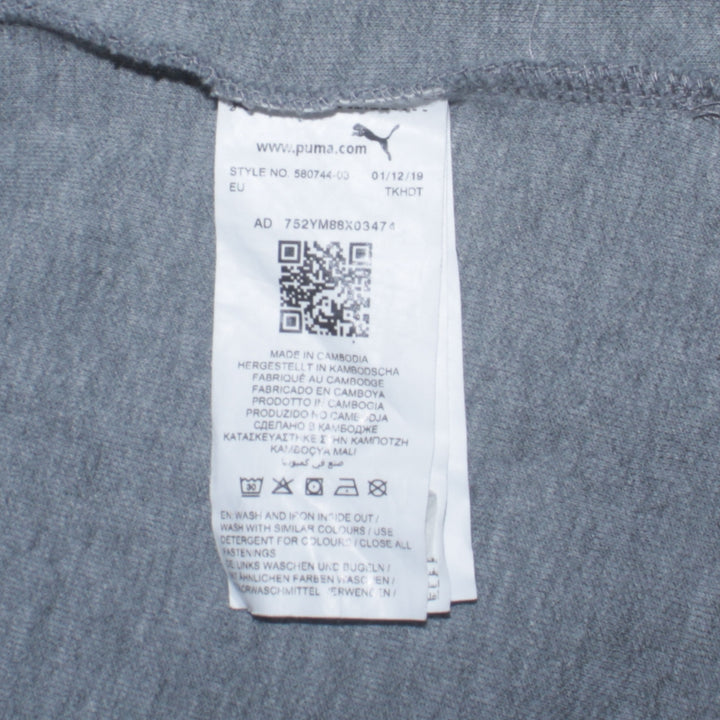 www.puma.com
STYLE NO. 580744-03 01/12/19
EU TKHDT
AD 752YM88X03474
MADE IN CAMBODIA
HERGESTELLT IN KAMBODSCHA
FABRIQUÉ AU CAMBODGE
FABRICADO EN CAMBOYA
PRODOTTO IN CAMBOGIA
PRODUZIDO NO CAMBODJA
СДЕЛАНО В КАМБОДЖЕ
ΚΑΤΑΣΚΕΥΑΣΤΗΚΕ ΣΤΗΝ ΚΑΜΠΟΤΖΗ
KAMBOÇYA MALI
صنع في كمبوديا
30
EN WASH AND IRON INSIDE OUT /
WASH WITH SIMILAR COLOURS / USE
DETERGENT FOR COLOURS / CLOSE ALL
FASTENINGS
DE LINKS WASCHEN UND BÜGELN /
MIT ÄHNLICHEN FARBEN WASCHEN /
VERWENDEN /